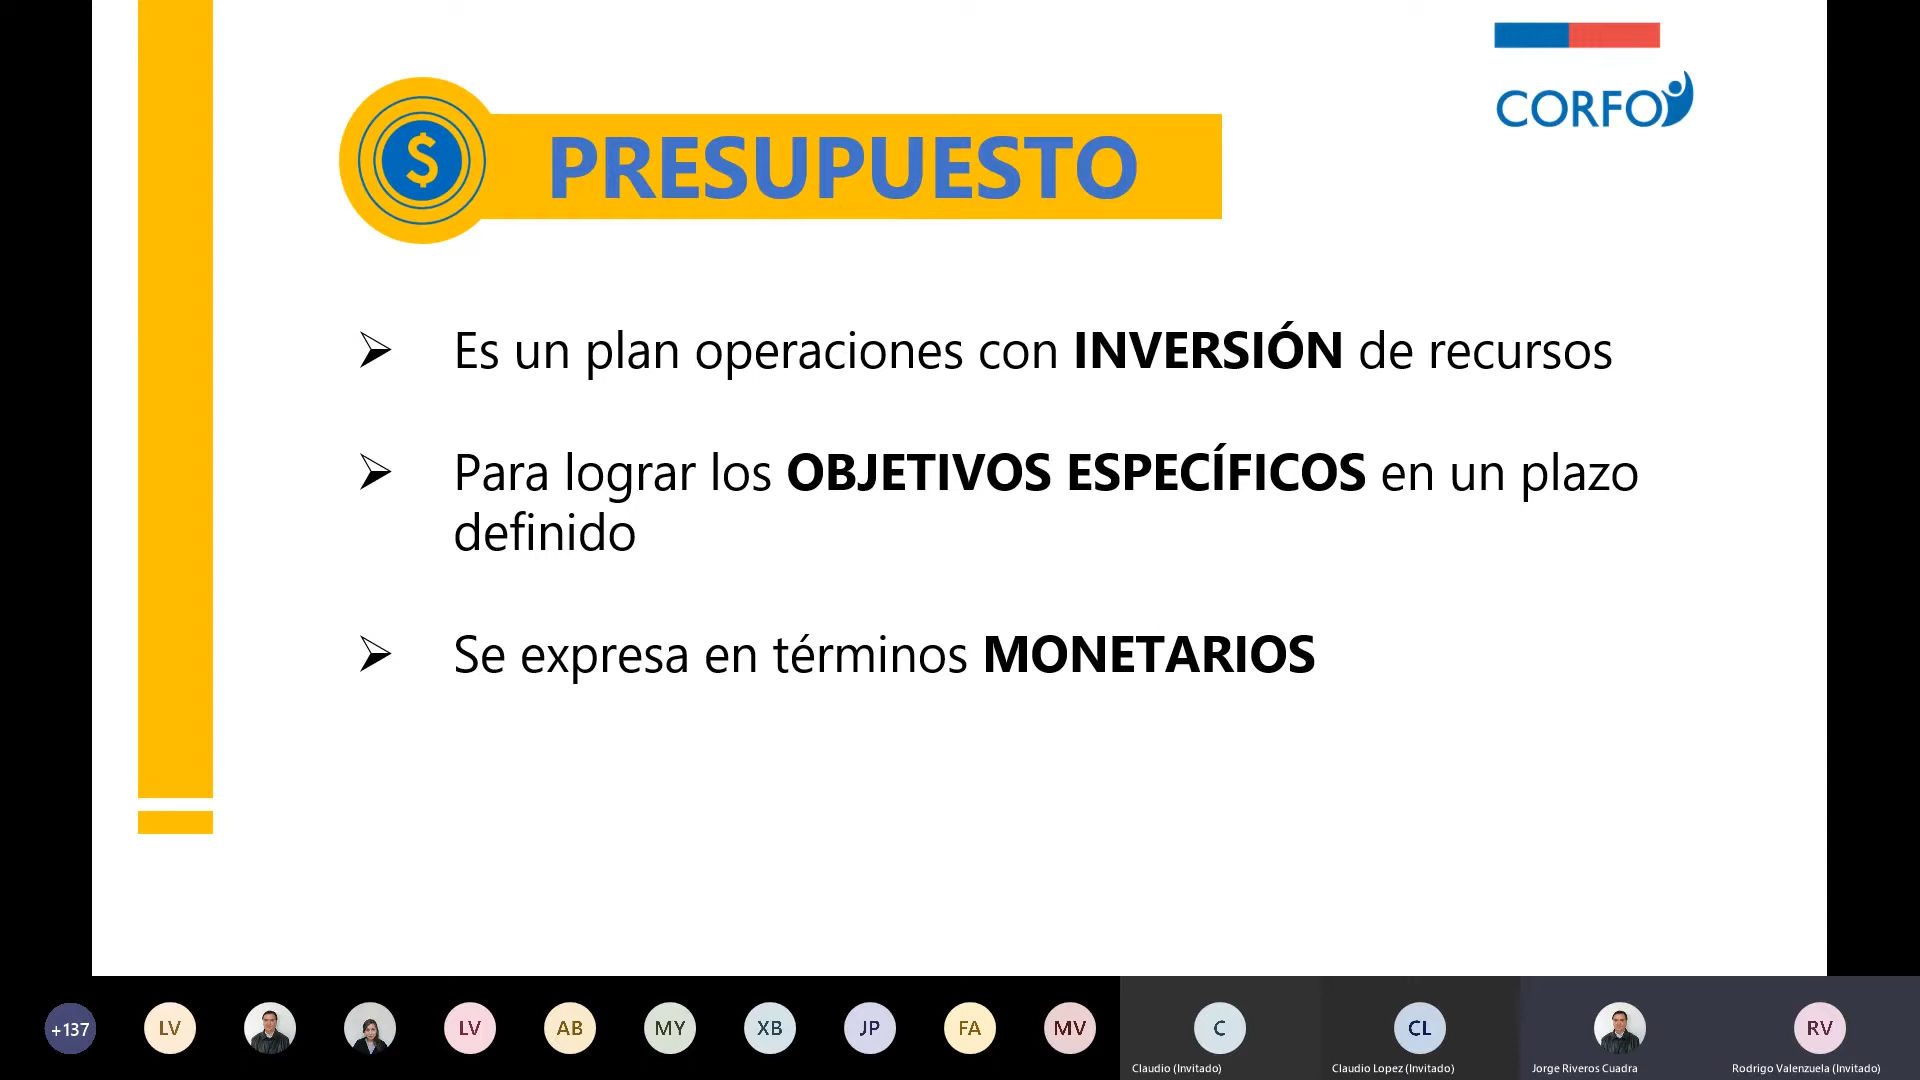 CORFO
$
PRESUPUESTO
Es un plan operaciones con INVERSIÓN de recursos
Para lograr los OBJETIVOS ESPECÍFICOS en un plazo
definido
Se expresa en términos MONETARIOS
+137
LV
LV
AB
MY
XB
JP
FA
MV
C
CL
RV
Claudio (Invitado)
Claudio Lopez (Invitado)
Jorge Riveros Cuadra
Rodrigo Valenzuela (Invitado)